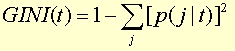 GINI(t) = 1 − ∑_j [p(j | t)]²